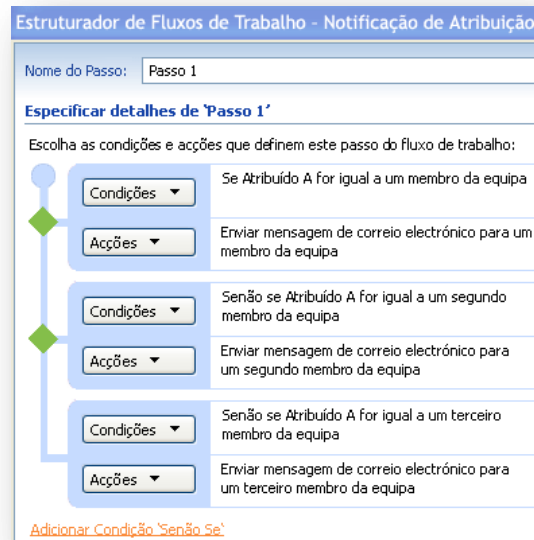 Estruturador de Fluxos de Trabalho - Notificação de Atribuição
Nome do Passo: Passo 1
Especificar detalhes de 'Passo 1'
Escolha as condições e acções que definem este passo do fluxo de trabalho:
Condições
Se Atribuído A for igual a um membro da equipa
Acções
Enviar mensagem de correio electrónico para um
membro da equipa
Condições
Senão se Atribuído A for igual a um segundo
membro da equipa
Acções
Enviar mensagem de correio electrónico para
um segundo membro da equipa
Condições
Senão se Atribuído A for igual a um terceiro
membro da equipa
Acções
Enviar mensagem de correio electrónico para
um terceiro membro da equipa
Adicionar Condição 'Senão Se'